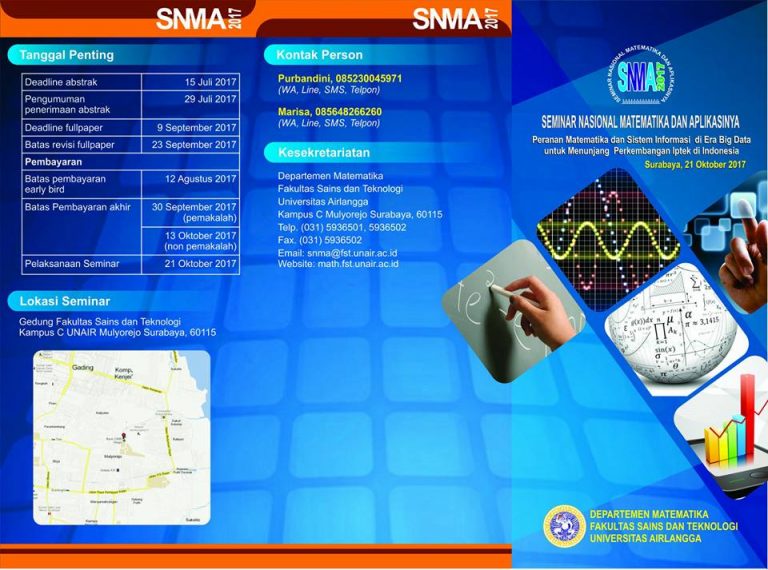 SNMA 2017
Tanggal Penting
Deadline abstrak 15 Juli 2017
Pengumuman
penerimaan abstrak 29 Juli 2017
Deadline fullpaper 9 September 2017
Batas revisi fullpaper 23 September 2017
Pembayaran
Batas pembayaran
early bird 12 Agustus 2017
Batas Pembayaran akhir 30 September 2017
(pemakalah)
13 Oktober 2017
(non pemakalah)
Pelaksanaan Seminar 21 Oktober 2017
Lokasi Seminar
Gedung Fakultas Sains dan Teknologi
Kampus C UNAIR Mulyorejo Surabaya, 60115
Gading
Komp.
Kenjer
Mulyorejo
SNMA 2017
Kontak Person
Purbandini, 085230045971
(WA, Line, SMS, Telpon)
Marisa, 085648266260
(WA, Line, SMS, Telpon)
Kesekretariatan
Departemen Matematika
Fakultas Sains dan Teknologi
Universitas Airlangga
Kampus C Mulyorejo Surabaya, 60115
Telp. (031) 5936501, 5936502
Fax. (031) 5936502
Email: snma@fst.unair.ac.id
Website: math.fst.unair.ac.id
SEMINAR NASIONAL MATEMATIKA DAN APLIKASINYA
SNMA 2017
SEMINAR NASIONAL MATEMATIKA DAN APLIKASINYA
Peranan Matematika dan Sistem Informasi di Era Big Data
untuk Menunjang Perkembangan Iptek di Indonesia
Surabaya, 21 Oktober 2017
π ≈ 3,1415
sin(x)
DEPARTEMEN MATEMATIKA
FAKULTAS SAINS DAN TEKNOLOGI
UNIVERSITAS AIRLANGGA